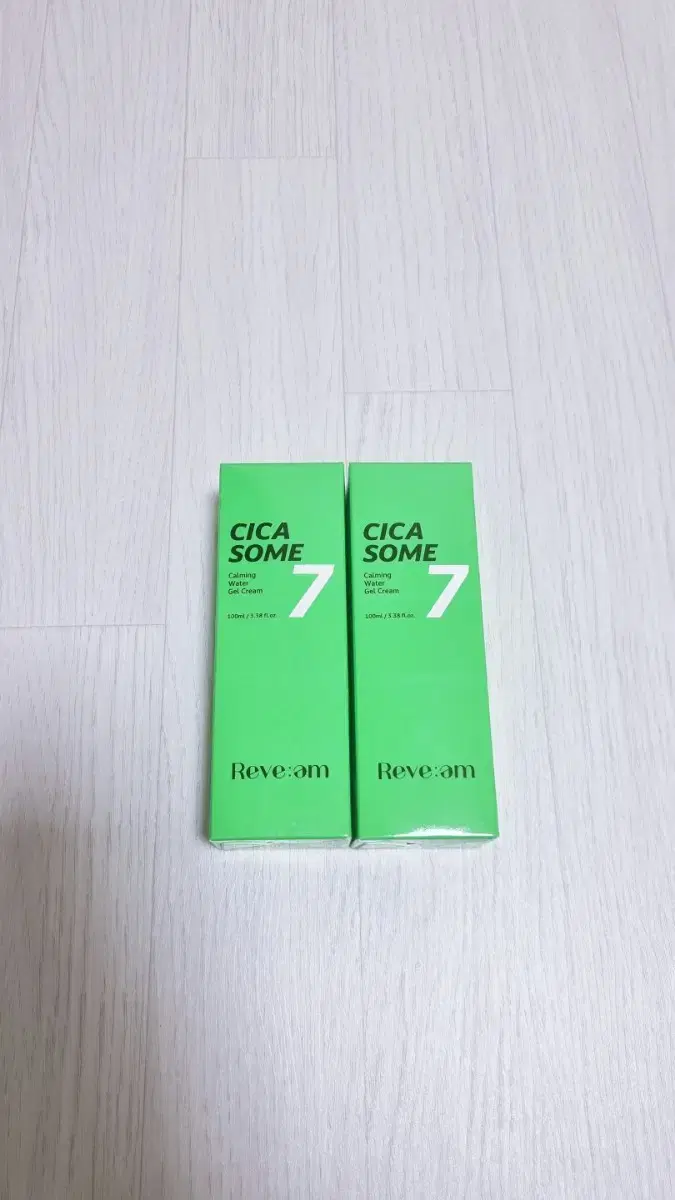 CICA
SOME
7
Calming
Water
Gel Cream
100ml / 3.38 fl.oz.
Reve:əm
CICA
SOME
7
Calming
Water
Gel Cream
100ml / 3.38 fl.oz.
Reve:əm